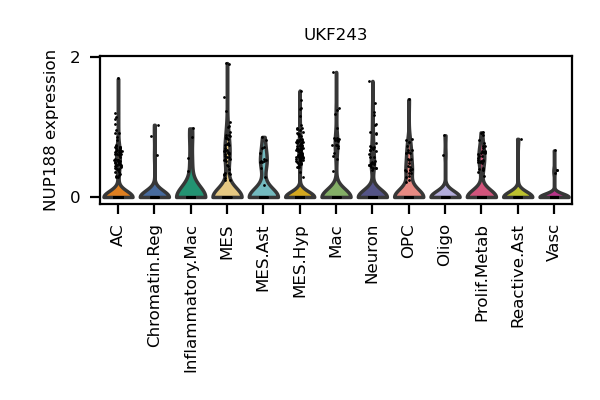 UKF243
NUP188 expression
2
0
AC
Chromatin.Reg
Inflammatory.Mac
MES
MES.Ast
MES.Hyp
Mac
Neuron
OPC
Oligo
Prolif.Metab
Reactive.Ast
Vasc